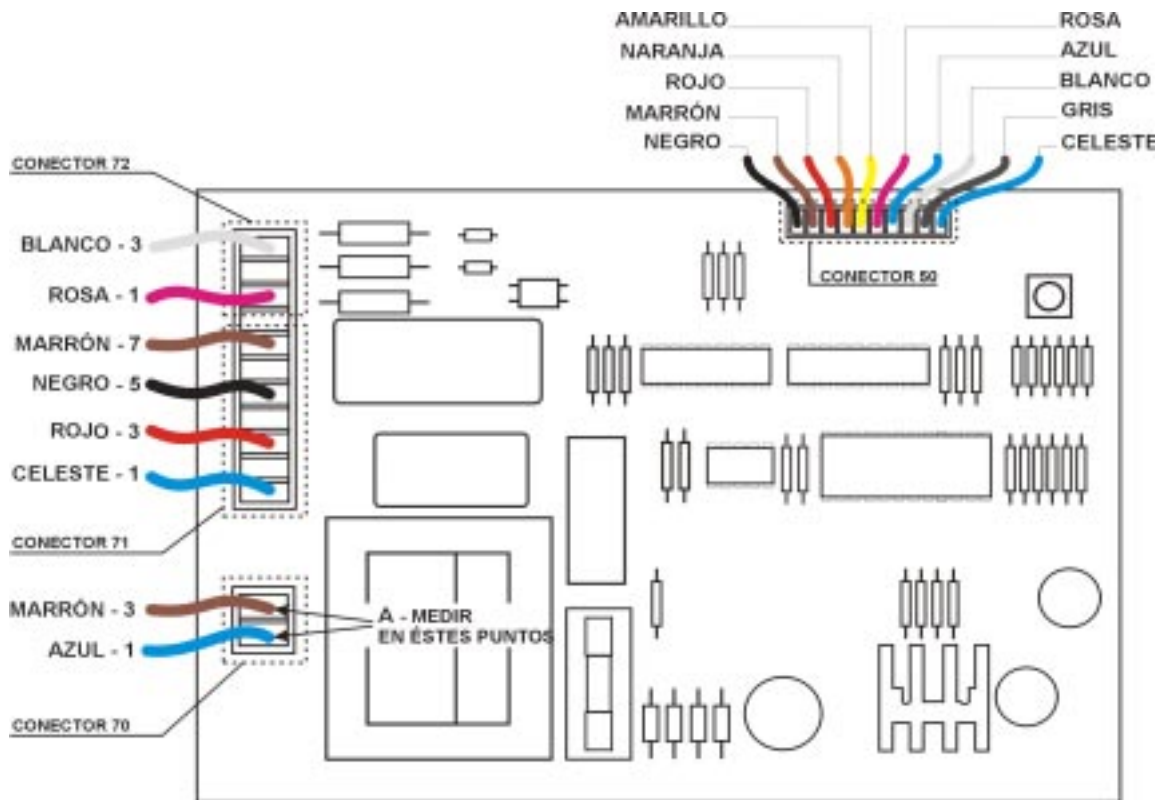 AMARILLO
NARANJA
ROJO
MARRÓN
NEGRO
ROSA
AZUL
BLANCO
GRIS
CELESTE
CONECTOR 72
BLANCO - 3
ROSA - 1
MARRÓN - 7
NEGRO - 5
ROJO - 3
CELESTE - 1
CONECTOR 71
MARRÓN - 3
AZUL - 1
CONECTOR 70
CONECTOR 50
A - MEDIR
EN ÉSTES PUNTOS